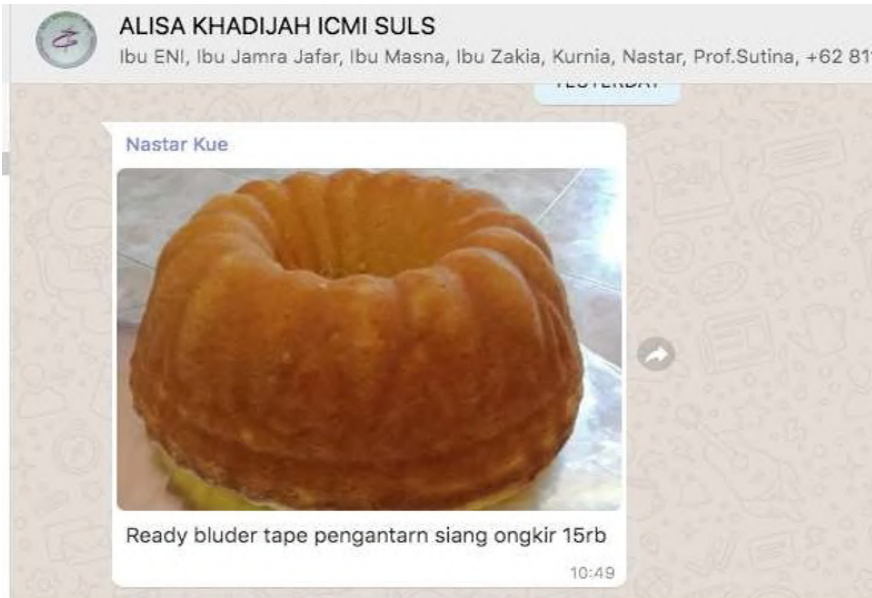 ALISA KHADIJAH ICMI SULS
Ibu ENI, Ibu Jamra Jafar, Ibu Masna, Ibu Zakia, Kurnia, Nastar, Prof.Sutina, +62 81
YESTERDAY
Nastar Kue
Ready bluder tape pengantarn siang ongkir 15rb
10:49